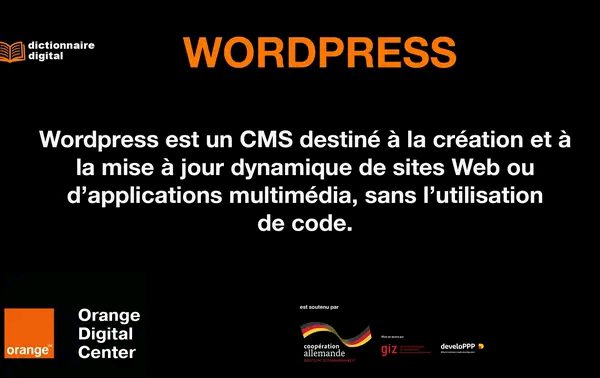 dictionnaire
digital
WORDPRESS
Wordpress est un CMS destiné à la création et à
la mise à jour dynamique de sites Web ou
d'applications multimédia, sans l'utilisation
de code.
orange™
Orange
Digital
Center
est soutenu par
coopération
allemande
giz
develoPPP